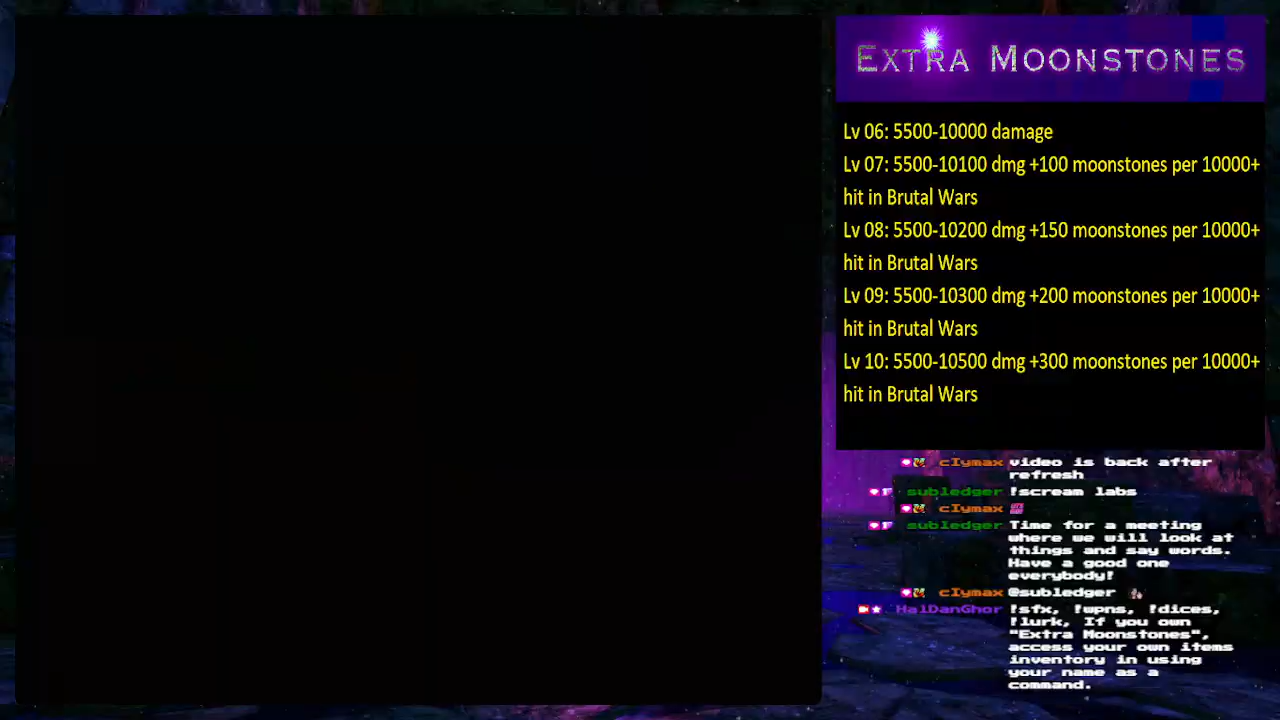 EXTRA MOONSTONES
Lv 06: 5500-10000 damage
Lv 07: 5500-10100 dmg +100 moonstones per 10000+
hit in Brutal Wars
Lv 08: 5500-10200 dmg +150 moonstones per 10000+
hit in Brutal Wars
Lv 09: 5500-10300 dmg +200 moonstones per 10000+
hit in Brutal Wars
Lv 10: 5500-10500 dmg +300 moonstones per 10000+
hit in Brutal Wars
cIymax video is back after
refresh
subledger !scream labs
cIymax
subledger Time for a meeting
where we will look at
things and say words.
Have a good one
everybody!
cIymax @subledger
HalDanGhor !sfx, !wpns, !dices,
!lurk, If you own
"Extra Moonstones",
access your own items
inventory in using
your name as a
command.